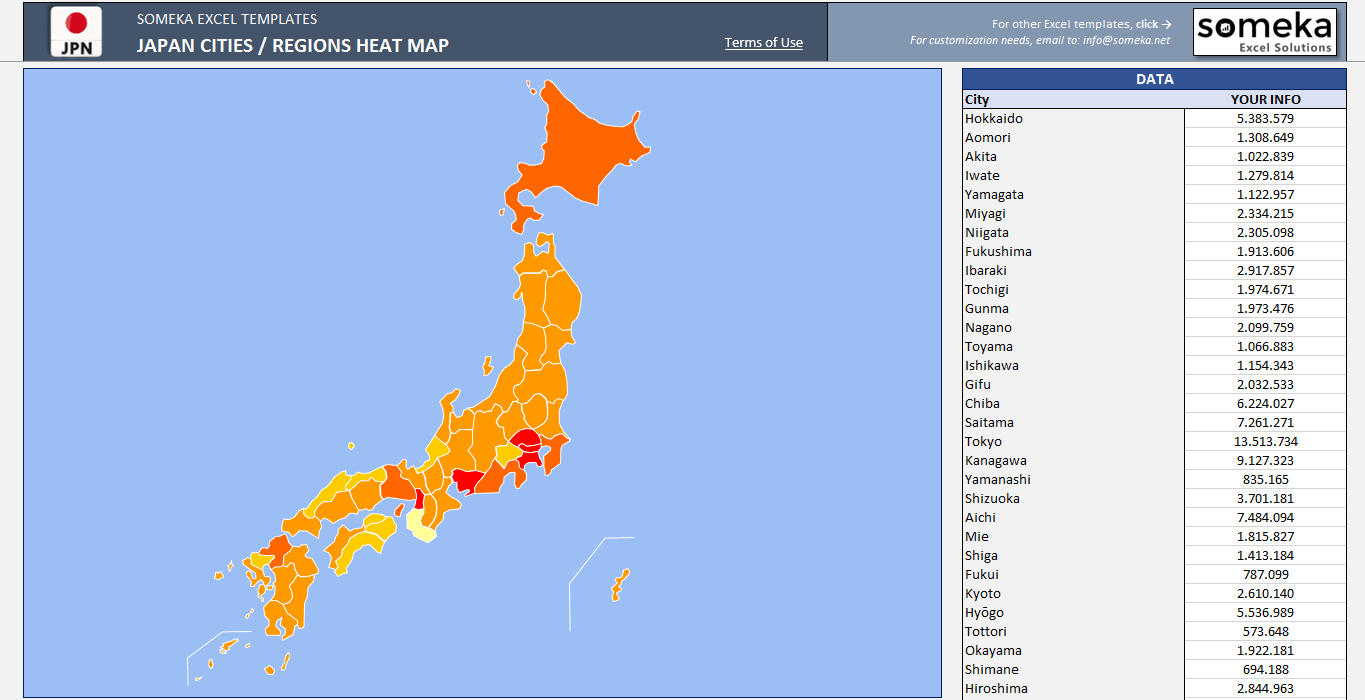 JPN
SOMEKA EXCEL TEMPLATES
JAPAN CITIES / REGIONS HEAT MAP
Terms of Use
For other Excel templates, click →
For customization needs, email to: info@someka.net
someka
Excel Solutions
DATA
City YOUR INFO
Hokkaido 5.383.579
Aomori 1.308.649
Akita 1.022.839
Iwate 1.279.814
Yamagata 1.122.957
Miyagi 2.334.215
Niigata 2.305.098
Fukushima 1.913.606
Ibaraki 2.917.857
Tochigi 1.974.671
Gunma 1.973.476
Nagano 2.099.759
Toyama 1.066.883
Ishikawa 1.154.343
Gifu 2.032.533
Chiba 6.224.027
Saitama 7.261.271
Tokyo 13.513.734
Kanagawa 9.127.323
Yamanashi 835.165
Shizuoka 3.701.181
Aichi 7.484.094
Mie 1.815.827
Shiga 1.413.184
Fukui 787.099
Kyoto 2.610.140
Hyōgo 5.536.989
Tottori 573.648
Okayama 1.922.181
Shimane 694.188
Hiroshima 2.844.963